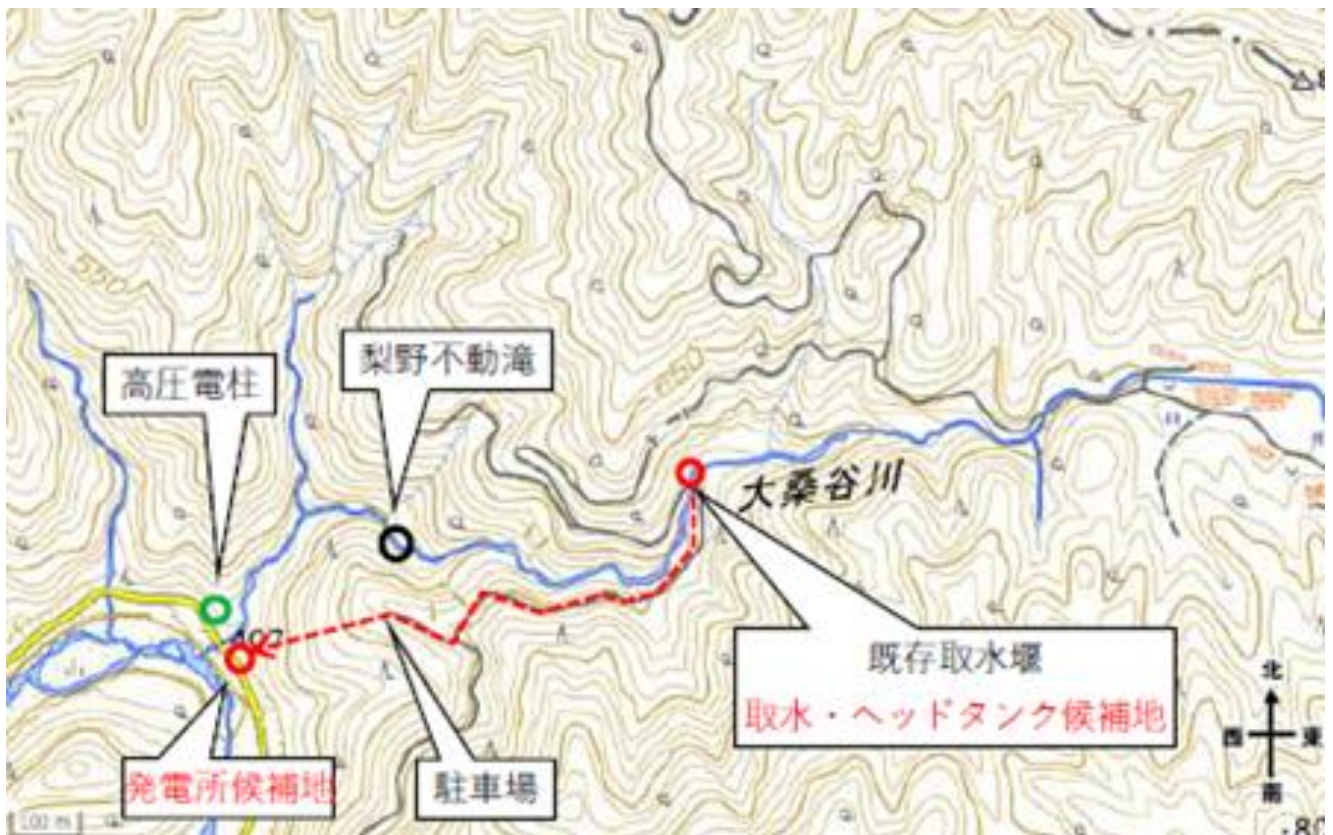 梨野不動滝
高圧電柱
大桑谷川
既存取水堰
取水・ヘッドタンク候補地
発電所候補地
駐車場
北
西
東
南
100 m
550